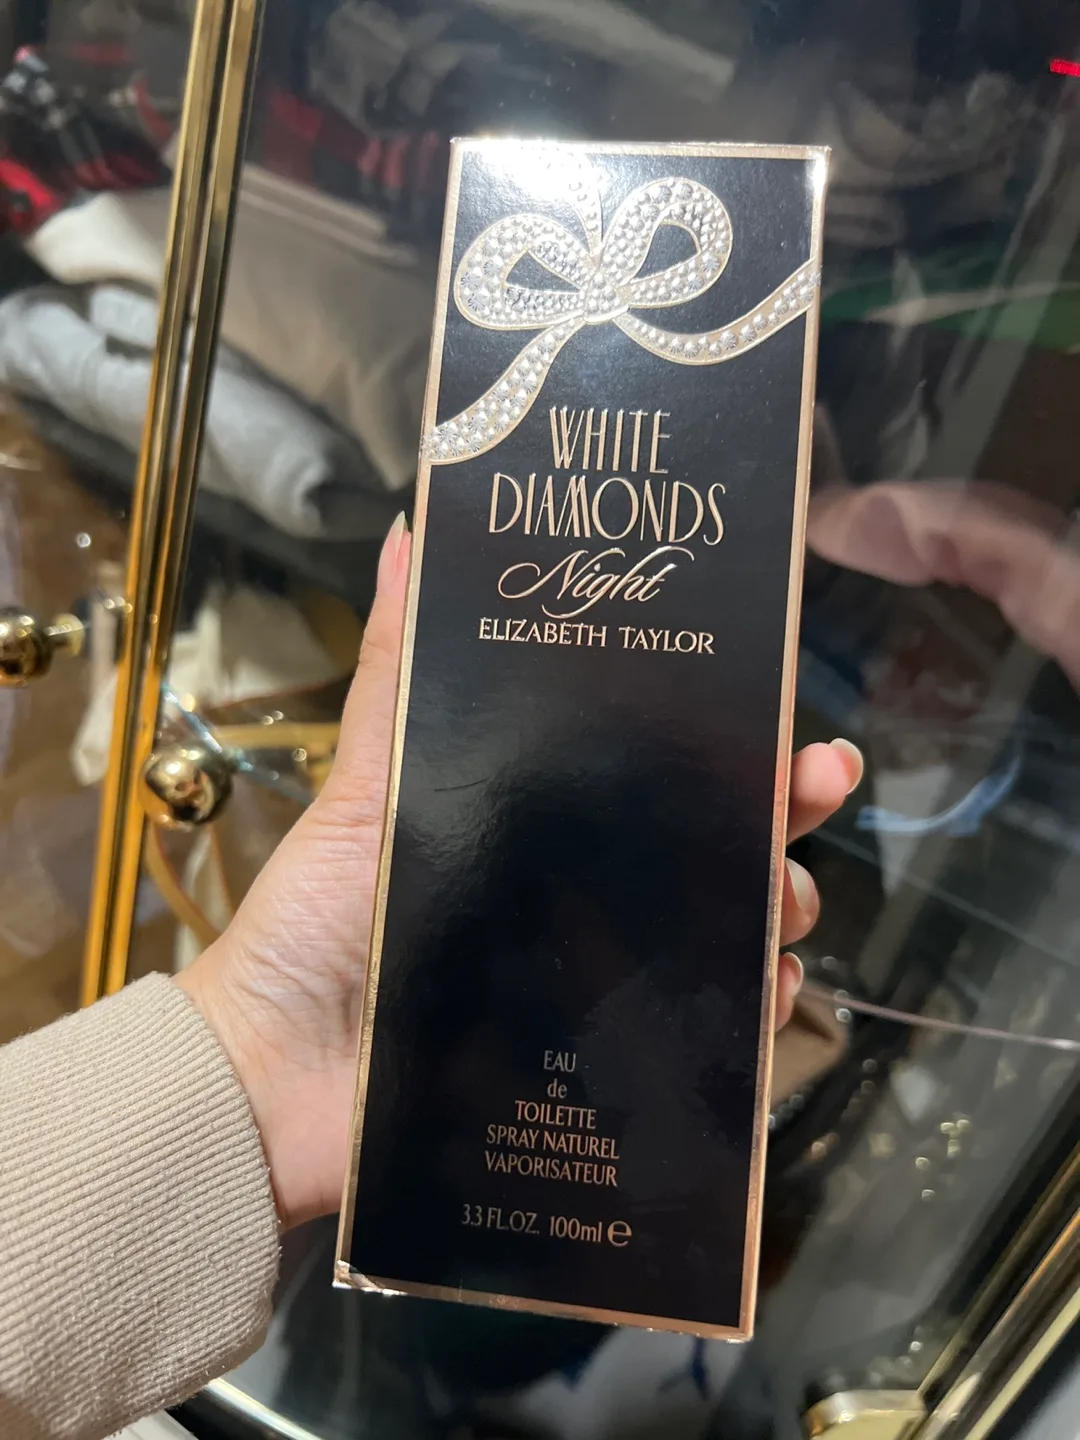 WHITE
DIAMONDS
Night
ELIZABETH TAYLOR
EAU
de
TOILETTE
SPRAY NATUREL
VAPORISATEUR
3.3 FL.OZ. 100ml ℮